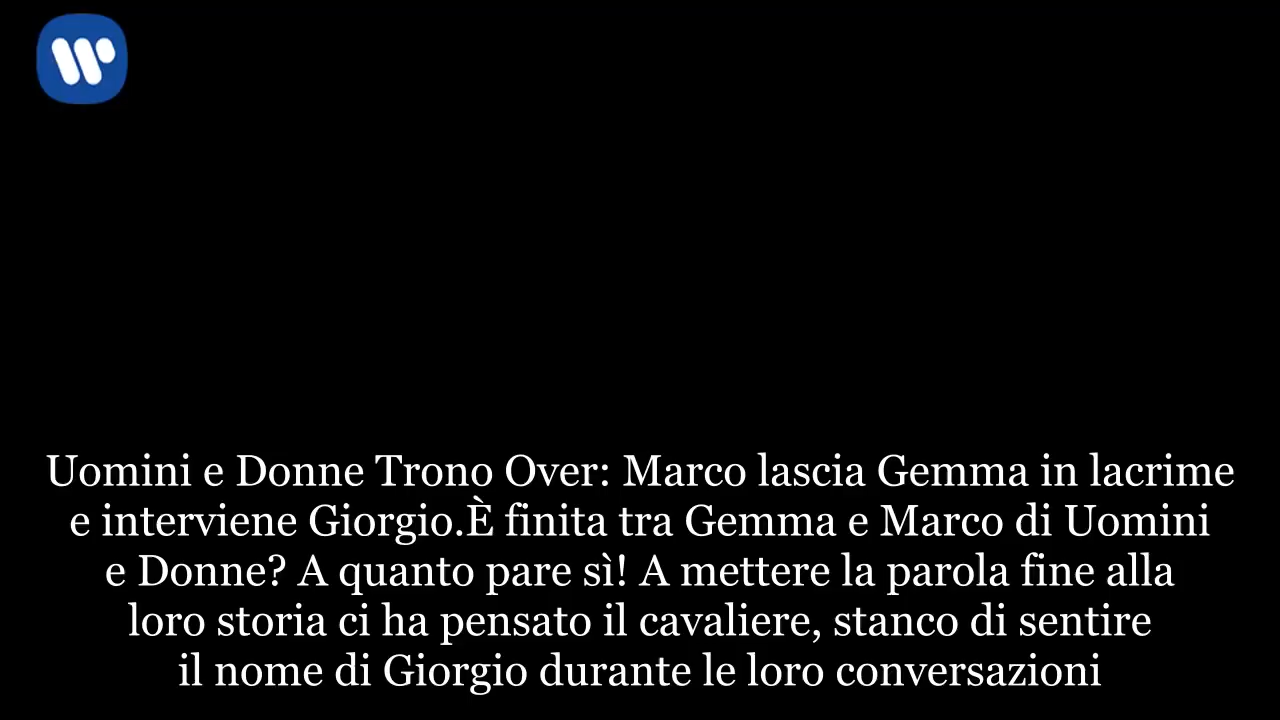 Uomini e Donne Trono Over: Marco lascia Gemma in lacrime
e interviene Giorgio.È finita tra Gemma e Marco di Uomini
e Donne? A quanto pare sì! A mettere la parola fine alla
loro storia ci ha pensato il cavaliere, stanco di sentire
il nome di Giorgio durante le loro conversazioni